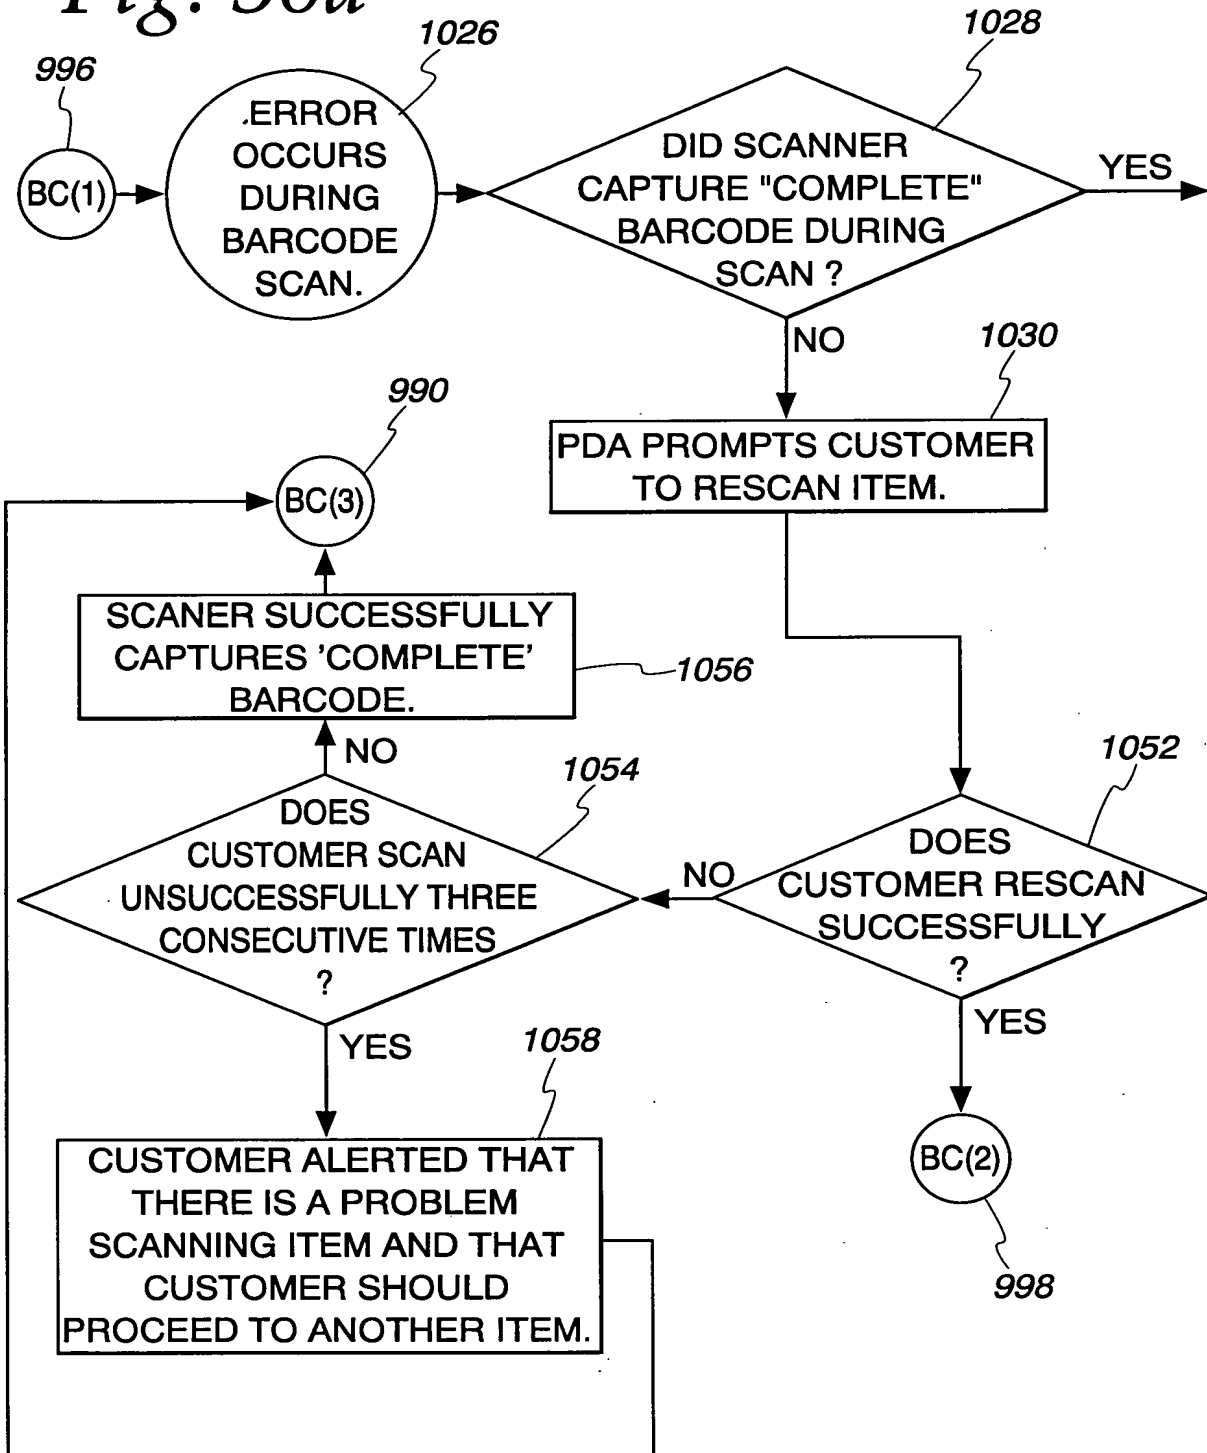 Fig. 36a
1026
1028
996
.ERROR
OCCURS
DURING
BARCODE
SCAN.
BC(1)
DID SCANNER
CAPTURE "COMPLETE"
BARCODE DURING
SCAN ?
YES
NO
1030
990
PDA PROMPTS CUSTOMER
TO RESCAN ITEM.
BC(3)
SCANER SUCCESSFULLY
CAPTURES 'COMPLETE'
BARCODE.
1056
NO
1054
1052
DOES
CUSTOMER SCAN
UNSUCCESSFULLY THREE
CONSECUTIVE TIMES
?
NO
DOES
CUSTOMER RESCAN
SUCCESSFULLY
?
YES
YES
1058
CUSTOMER ALERTED THAT
THERE IS A PROBLEM
SCANNING ITEM AND THAT
CUSTOMER SHOULD
PROCEED TO ANOTHER ITEM.
BC(2)
998